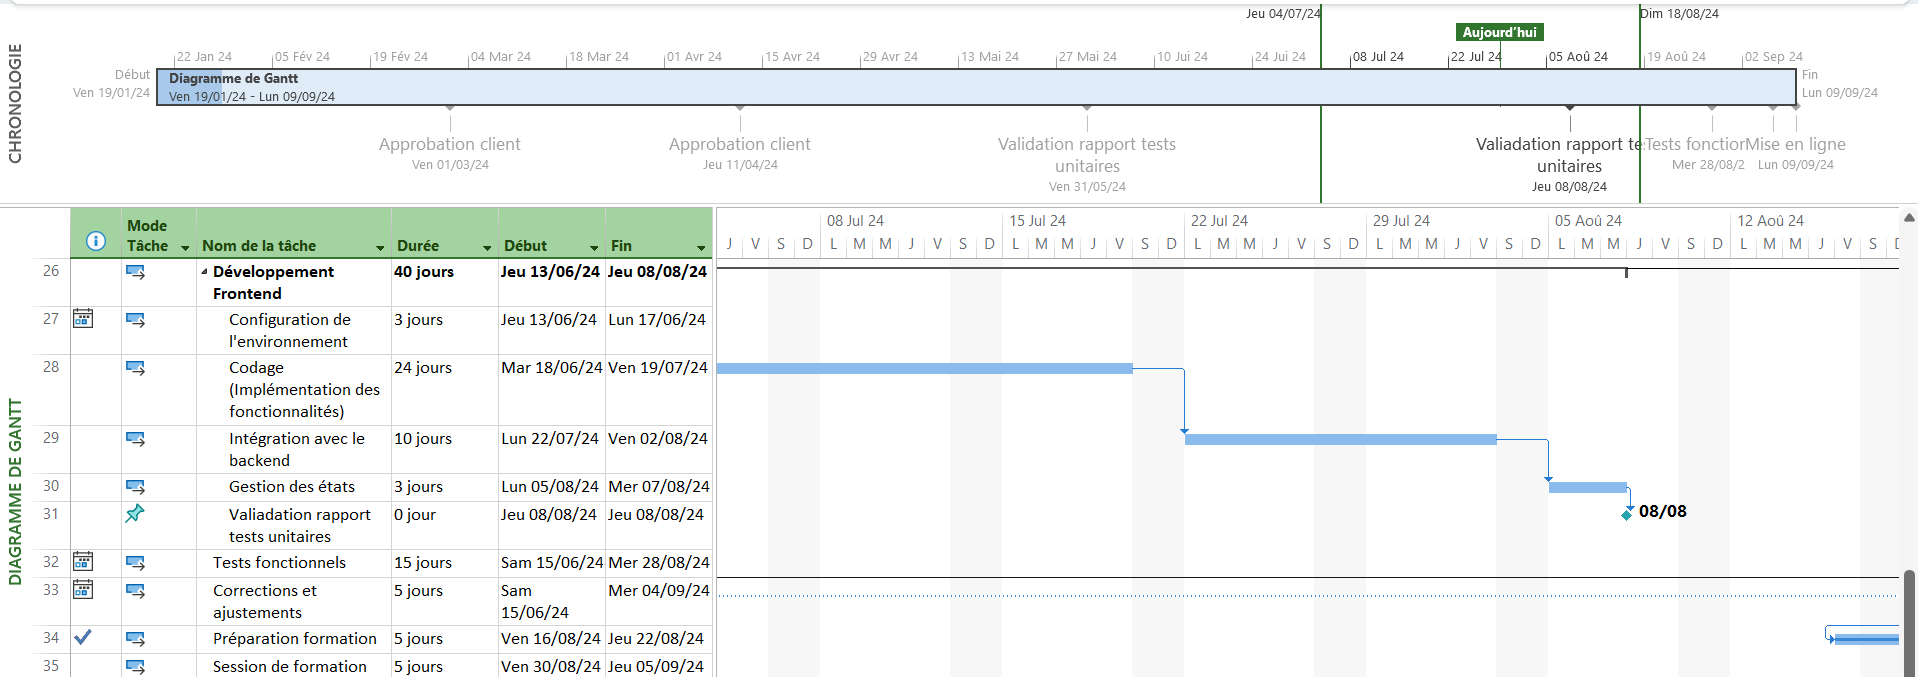 Jeu 04/07/24
Dim 18/08/24
Aujourd'hui
22 Jan 24
05 Fév 24
19 Fév 24
04 Mar 24
18 Mar 24
01 Avr 24
15 Avr 24
29 Avr 24
13 Mai 24
27 Mai 24
10 Jui 24
24 Jui 24
08 Jul 24
22 Jul 24
05 Aoû 24
19 Aoû 24
02 Sep 24
CHRONOLOGIE
Début
Ven 19/01/24
Diagramme de Gantt
Ven 19/01/24 - Lun 09/09/24
Fin
Lun 09/09/24
Approbation client
Ven 01/03/24
Approbation client
Jeu 11/04/24
Validation rapport tests
unitaires
Ven 31/05/24
Valiadation rapport te
unitaires
Jeu 08/08/24
Tests fonction
Mer 28/08/2
Mise en ligne
Lun 09/09/24
DIAGRAMME DE GANTT
Mode Tâche Nom de la tâche Durée Début Fin
08 Jul 24 15 Jul 24 22 Jul 24 29 Jul 24 05 Aoû 24 12 Aoû 24
J V S D L M M J V S D L M M J V S D L M M J V S D L M M J V S D L M M J V S D L M M J V S D
26 Développement Frontend 40 jours Jeu 13/06/24 Jeu 08/08/24
27 Configuration de l'environnement 3 jours Jeu 13/06/24 Lun 17/06/24
28 Codage (Implémentation des fonctionnalités) 24 jours Mar 18/06/24 Ven 19/07/24
29 Intégration avec le backend 10 jours Lun 22/07/24 Ven 02/08/24
30 Gestion des états 3 jours Lun 05/08/24 Mer 07/08/24
31 Valiadation rapport tests unitaires 0 jour Jeu 08/08/24 Jeu 08/08/24
08/08
32 Tests fonctionnels 15 jours Sam 15/06/24 Mer 28/08/24
33 Corrections et ajustements 5 jours Sam 15/06/24 Mer 04/09/24
34 Préparation formation 5 jours Ven 16/08/24 Jeu 22/08/24
35 Session de formation 5 jours Ven 30/08/24 Jeu 05/09/24